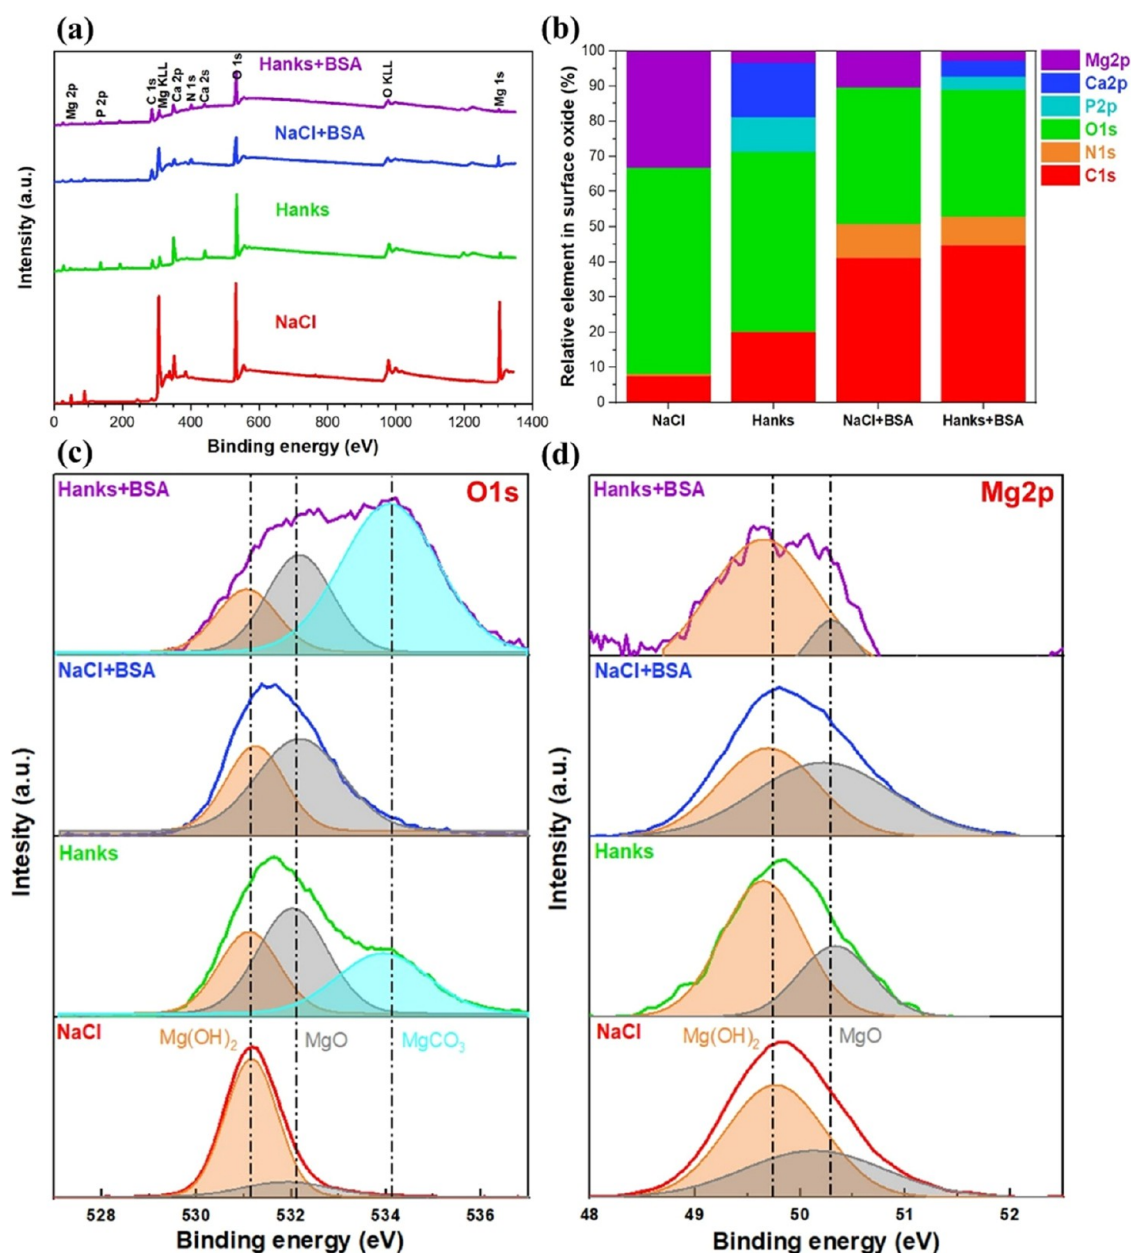 (a)
Intensity (a.u.)
Mg 2p
P 2p
C 1s
Mg KLL
Ca 2p
N 1s
Ca 2s
O 1s
O KLL
Mg 1s
Hanks+BSA
NaCl+BSA
Hanks
NaCl
0 200 400 600 800 1000 1200 1400
Binding energy (eV)
(b)
Relative element in surface oxide (%)
100
90
80
70
60
50
40
30
20
10
0
NaCl Hanks NaCl+BSA Hanks+BSA
Mg2p
Ca2p
P2p
O1s
N1s
C1s
(c)
Hanks+BSA O1s
NaCl+BSA
Hanks
NaCl
Mg(OH)2 MgO MgCO3
Intesity (a.u.)
528 530 532 534 536
Binding energy (eV)
(d)
Hanks+BSA Mg2p
NaCl+BSA
Hanks
NaCl
Mg(OH)2 MgO
Intensity (a.u.)
48 49 50 51 52
Binding energy (eV)